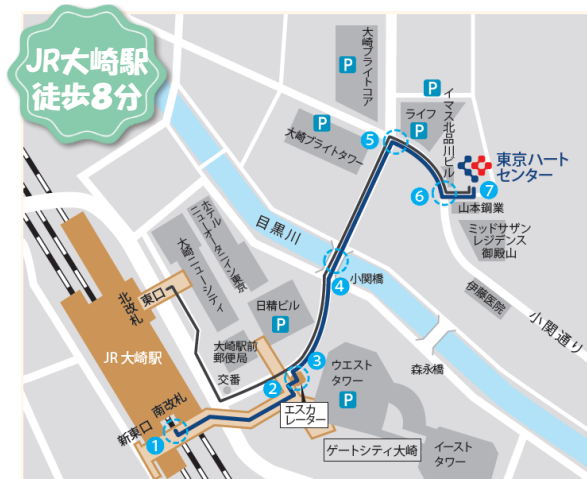 JR大崎駅
徒歩8分
大崎ブライトコア
P
P
大崎ブライトタワー
P
ライフ
P
イマス北品川ビル
5
東京ハート
センター
6
7
山本鋼業
ミッドサザン
レジデンス
御殿山
目黒川
ホテル
ニューオータニイン東京
大崎ニューシティ
小関橋
4
伊藤医院
小関通り
北改札
東口
日精ビル
P
JR 大崎駅
大崎駅前
郵便局
交番
3
2
ウエスト
タワー
P
森永橋
エスカ
レーター
南改札
新東口
1
ゲートシティ大崎
イースト
タワー